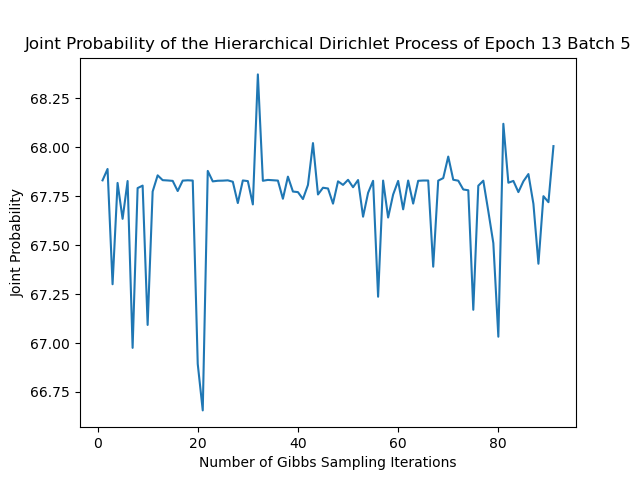 Joint Probability of the Hierarchical Dirichlet Process of Epoch 13 Batch 5
68.25
68.00
67.75
67.50
67.25
67.00
66.75
Joint Probability
0 20 40 60 80
Number of Gibbs Sampling Iterations